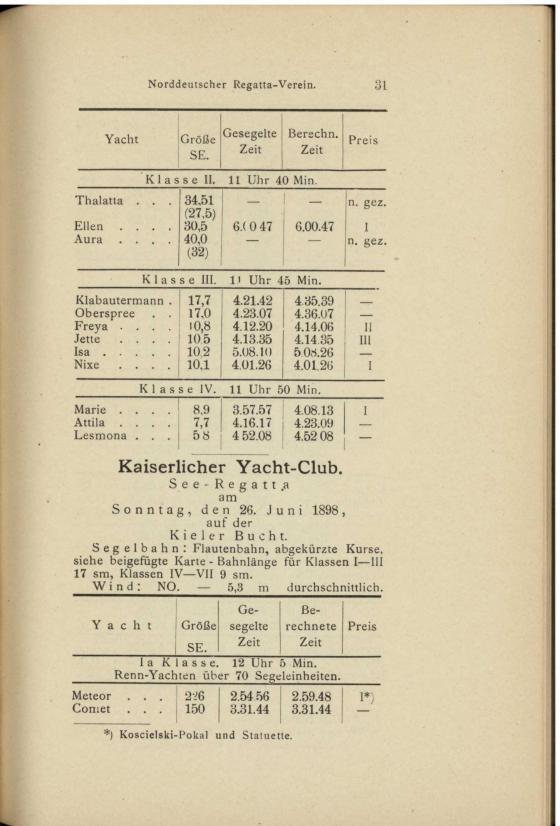 Norddeutscher Regatta-Verein. 31
Yacht Größe SE. Gesegelte Zeit Berechn. Zeit Preis
Klasse II. 11 Uhr 40 Min.
Thalatta . . . 34.51 — — n. gez.
(27,5)
Ellen . . . . 30,5 6.00 47 6,00.47 I
Aura . . . . 40,0 — — n. gez.
(32)
Klasse III. 11 Uhr 45 Min.
Klabautermann . 17,7 4.21.42 4.35,39 —
Oberspree . . 17,0 4.23.07 4.36,07 —
Freya . . . . 10,8 4.12.20 4.14.06 II
Jette . . . . 10 5 4.13.35 4.14.35 III
Isa . . . . . 10,2 5.08.10 5.08.26 —
Nixe . . . . 10,1 4.01.26 4.01.26 I
Klasse IV. 11 Uhr 50 Min.
Marie . . . . 8,9 3.57.57 4.08.13 I
Attila . . . . 7,7 4.16.17 4.23.09 —
Lesmona . . . 5 8 4 52.08 4.52 08 —
Kaiserlicher Yacht-Club.
See-Regatta
am
Sonntag, den 26. Juni 1898,
auf der
Kieler Bucht.
Segelbahn: Flautenbahn, abgekürzte Kurse,
siehe beigefügte Karte - Bahnlänge für Klassen I—III
17 sm, Klassen IV—VII 9 sm.
Wind: NO. — 5,3 m durchschnittlich.
Yacht Größe SE. Ge-segelte Zeit Be-rechnete Zeit Preis
Ia Klasse. 12 Uhr 5 Min.
Renn-Yachten über 70 Segeleinheiten.
Meteor . . . 226 2.54.56 2.59.48 I*)
Comet . . . 150 3.31.44 3.31.44 —
*) Koscielski-Pokal und Statuette.